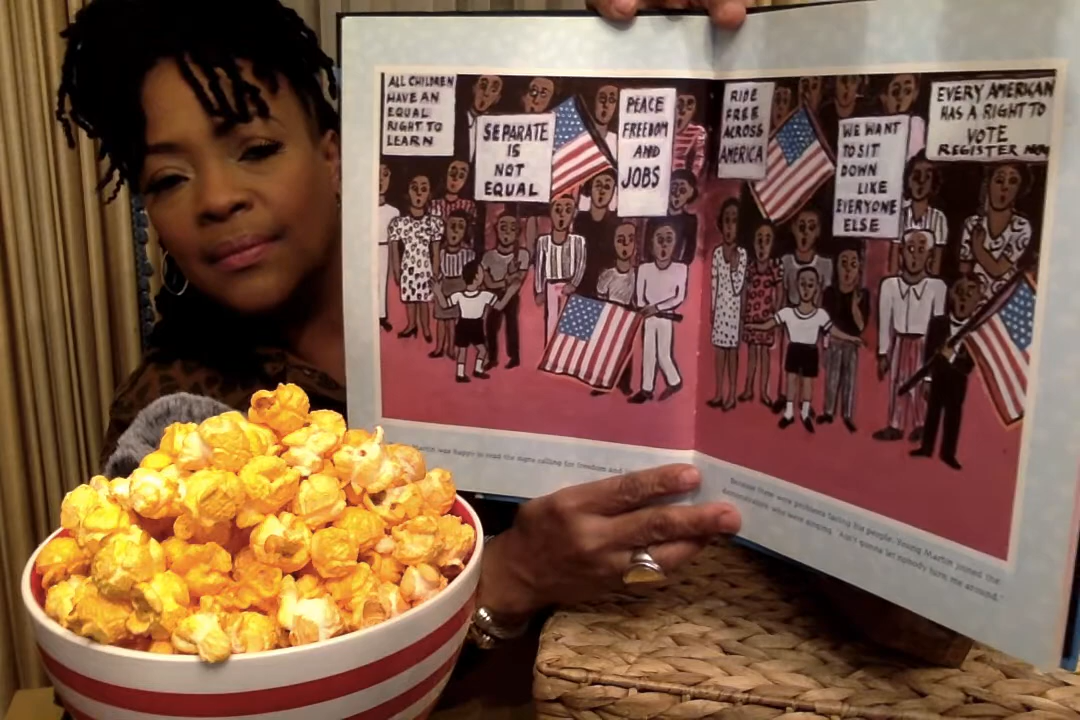 ALL CHILDREN
HAVE AN
EQUAL
RIGHT TO
LEARN
SEPARATE
IS
NOT
EQUAL
PEACE
FREEDOM
AND
JOBS
RIDE
FREE
ACROSS
AMERICA
WE WANT
TO SIT
DOWN
LIKE
EVERYONE
ELSE
EVERY AMERICAN
HAS A RIGHT TO
VOTE
REGISTER NOW
Martin was happy to read the signs calling for freedom and
Because there were problems facing the people, Young Martin joined the
demonstrators who were singing, "Ain't gonna let nobody turn me around."